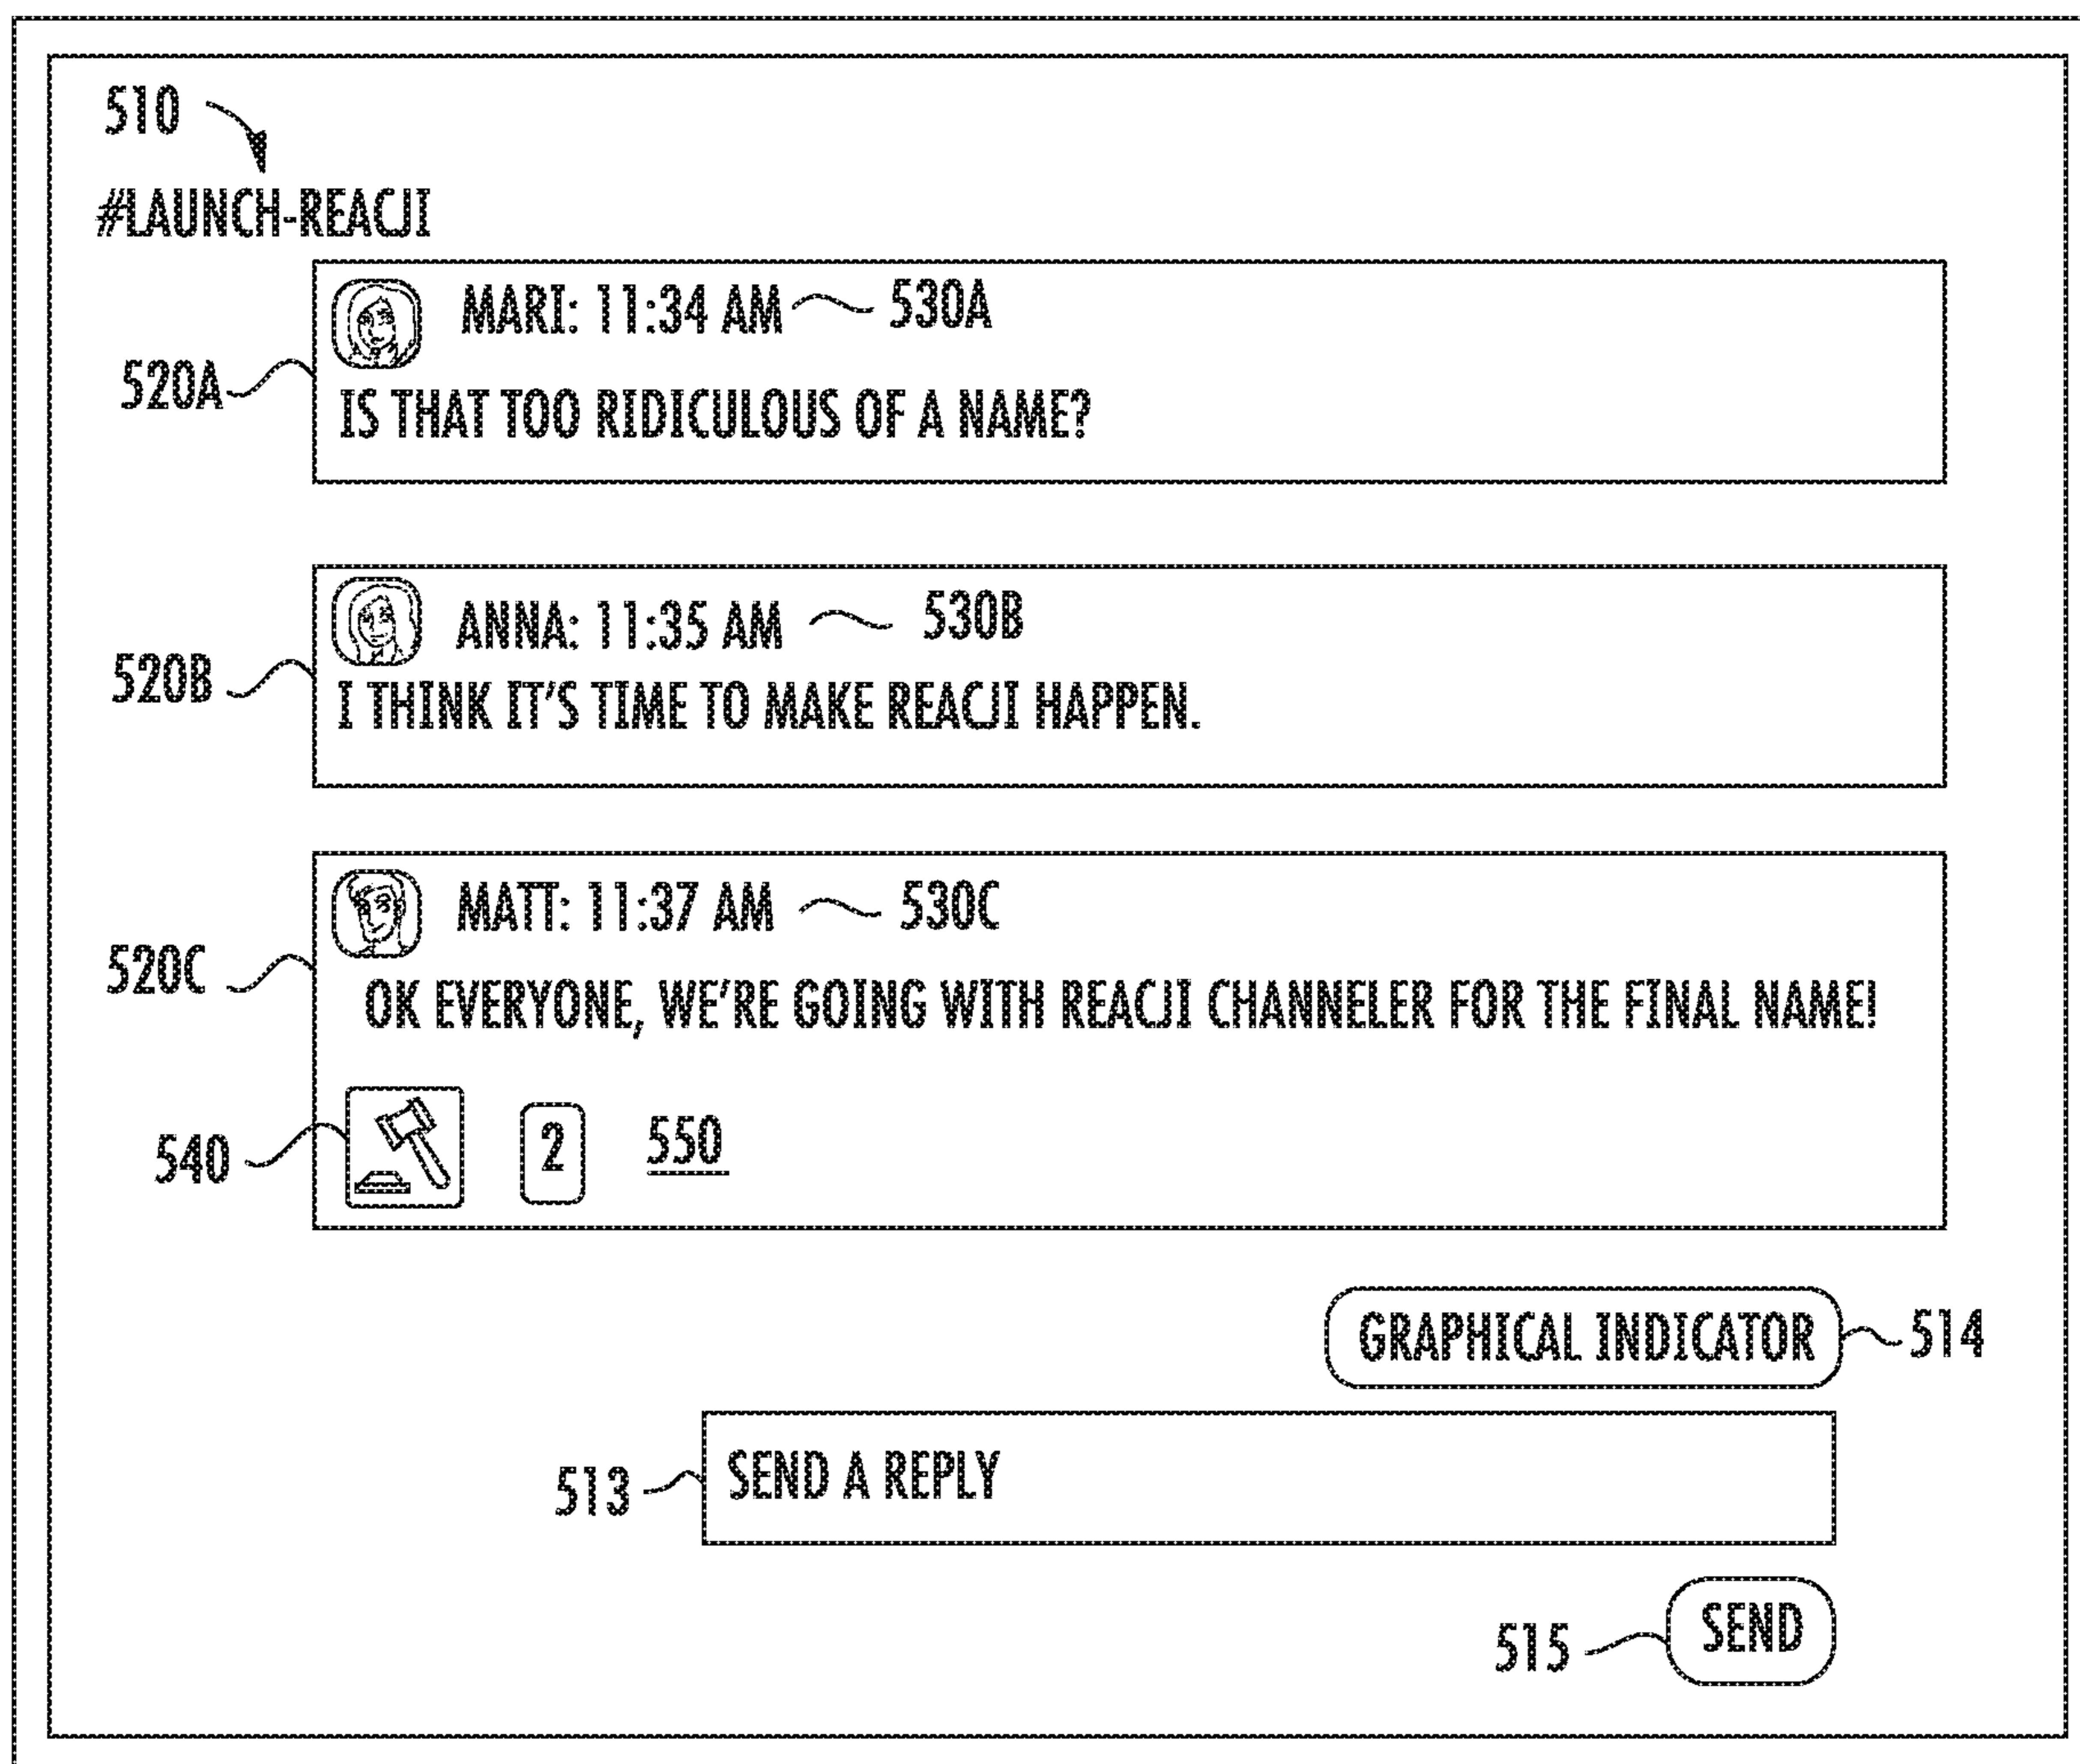 510
#LAUNCH-REACJI
MARI: 11:34 AM 530A
520A
IS THAT TOO RIDICULOUS OF A NAME?
ANNA: 11:35 AM 530B
520B
I THINK IT'S TIME TO MAKE REACJI HAPPEN.
MATT: 11:37 AM 530C
520C
OK EVERYONE, WE'RE GOING WITH REACJI CHANNELER FOR THE FINAL NAME!
540 2 550
GRAPHICAL INDICATOR 514
513 SEND A REPLY
515 SEND